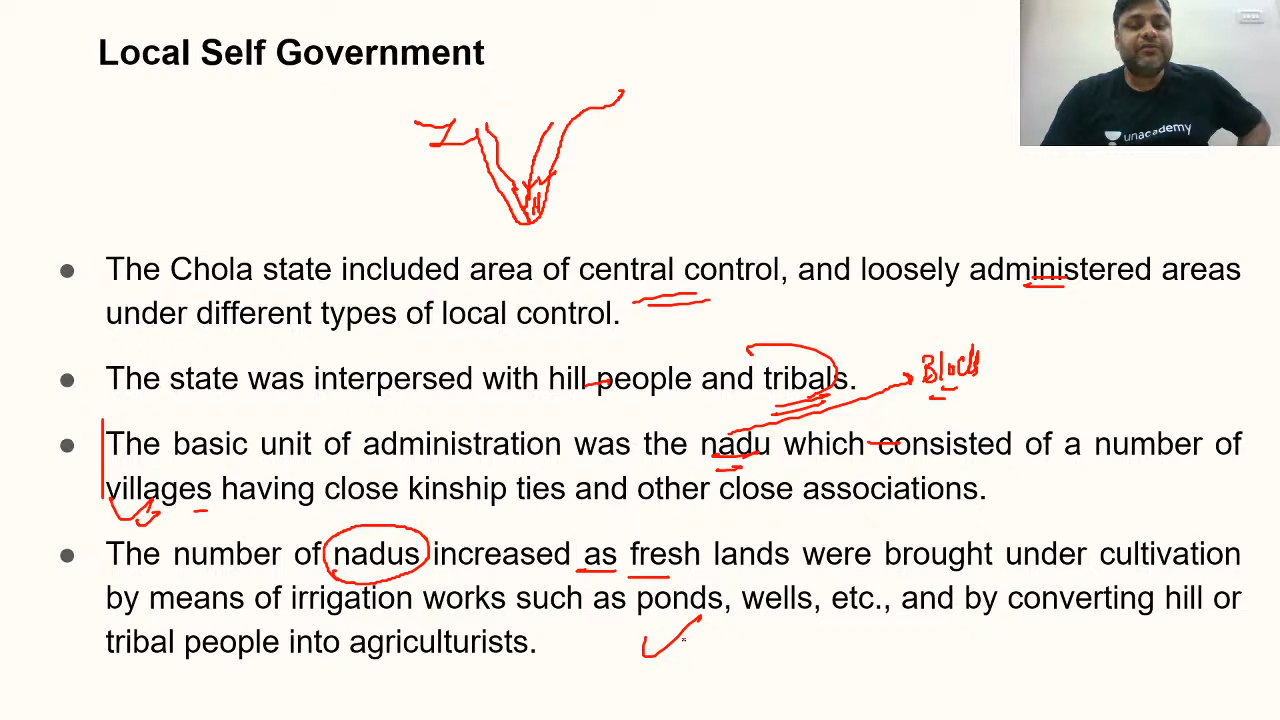 Local Self Government
unacademy
● The Chola state included area of central control, and loosely administered areas
under different types of local control.
● The state was interpersed with hill people and tribals.
Block
● The basic unit of administration was the nadu which consisted of a number of
villages having close kinship ties and other close associations.
● The number of nadus increased as fresh lands were brought under cultivation
by means of irrigation works such as ponds, wells, etc., and by converting hill or
tribal people into agriculturists.